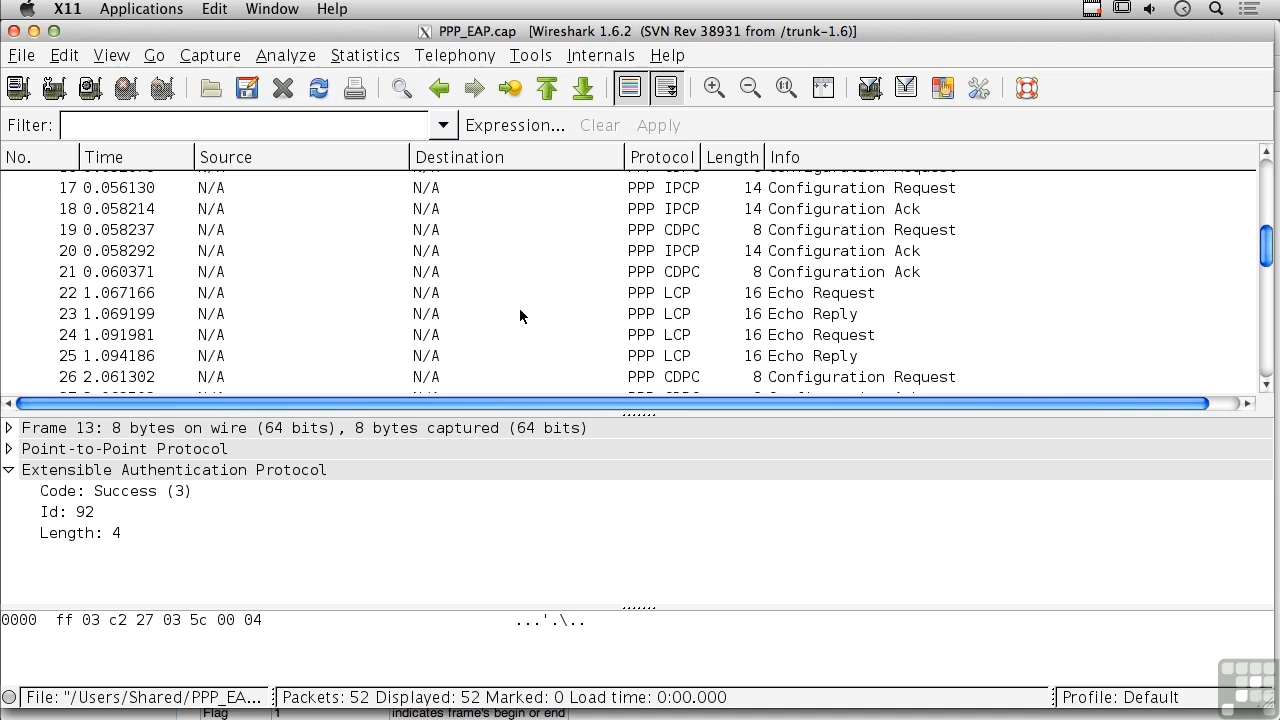 X11 Applications Edit Window Help
PPP_EAP.cap [Wireshark 1.6.2 (SVN Rev 38931 from /trunk-1.6)]
File Edit View Go Capture Analyze Statistics Telephony Tools Internals Help
Filter: Expression... Clear Apply
No. Time Source Destination Protocol Length Info
17 0.056130 N/A N/A PPP IPCP 14 Configuration Request
18 0.058214 N/A N/A PPP IPCP 14 Configuration Ack
19 0.058237 N/A N/A PPP CDPC 8 Configuration Request
20 0.058292 N/A N/A PPP IPCP 14 Configuration Ack
21 0.060371 N/A N/A PPP CDPC 8 Configuration Ack
22 1.067166 N/A N/A PPP LCP 16 Echo Request
23 1.069199 N/A N/A PPP LCP 16 Echo Reply
24 1.091981 N/A N/A PPP LCP 16 Echo Request
25 1.094186 N/A N/A PPP LCP 16 Echo Reply
26 2.061302 N/A N/A PPP CDPC 8 Configuration Request
Frame 13: 8 bytes on wire (64 bits), 8 bytes captured (64 bits)
Point-to-Point Protocol
Extensible Authentication Protocol
Code: Success (3)
Id: 92
Length: 4
0000 ff 03 c2 27 03 5c 00 04 ...'.\..
File: "/Users/Shared/PPP_EA... Packets: 52 Displayed: 52 Marked: 0 Load time: 0:00.000 Profile: Default
Flag 1 indicates frame's begin or end